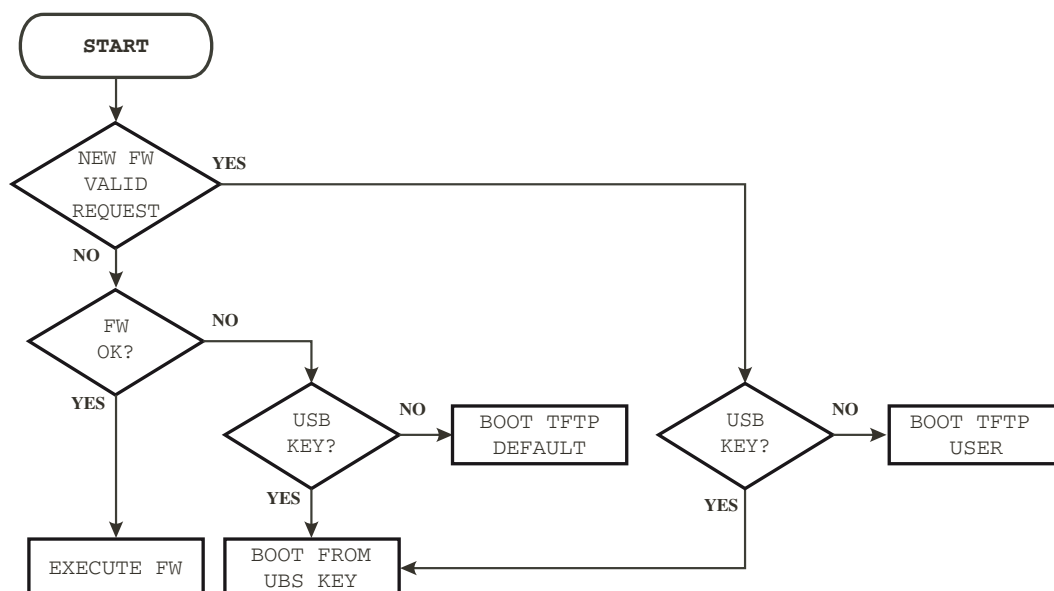 START
NEW FW
VALID
REQUEST
YES
NO
FW
OK?
NO
YES
USB
KEY?
NO
BOOT TFTP
DEFAULT
USB
KEY?
NO
BOOT TFTP
USER
YES
YES
EXECUTE FW
BOOT FROM
UBS KEY